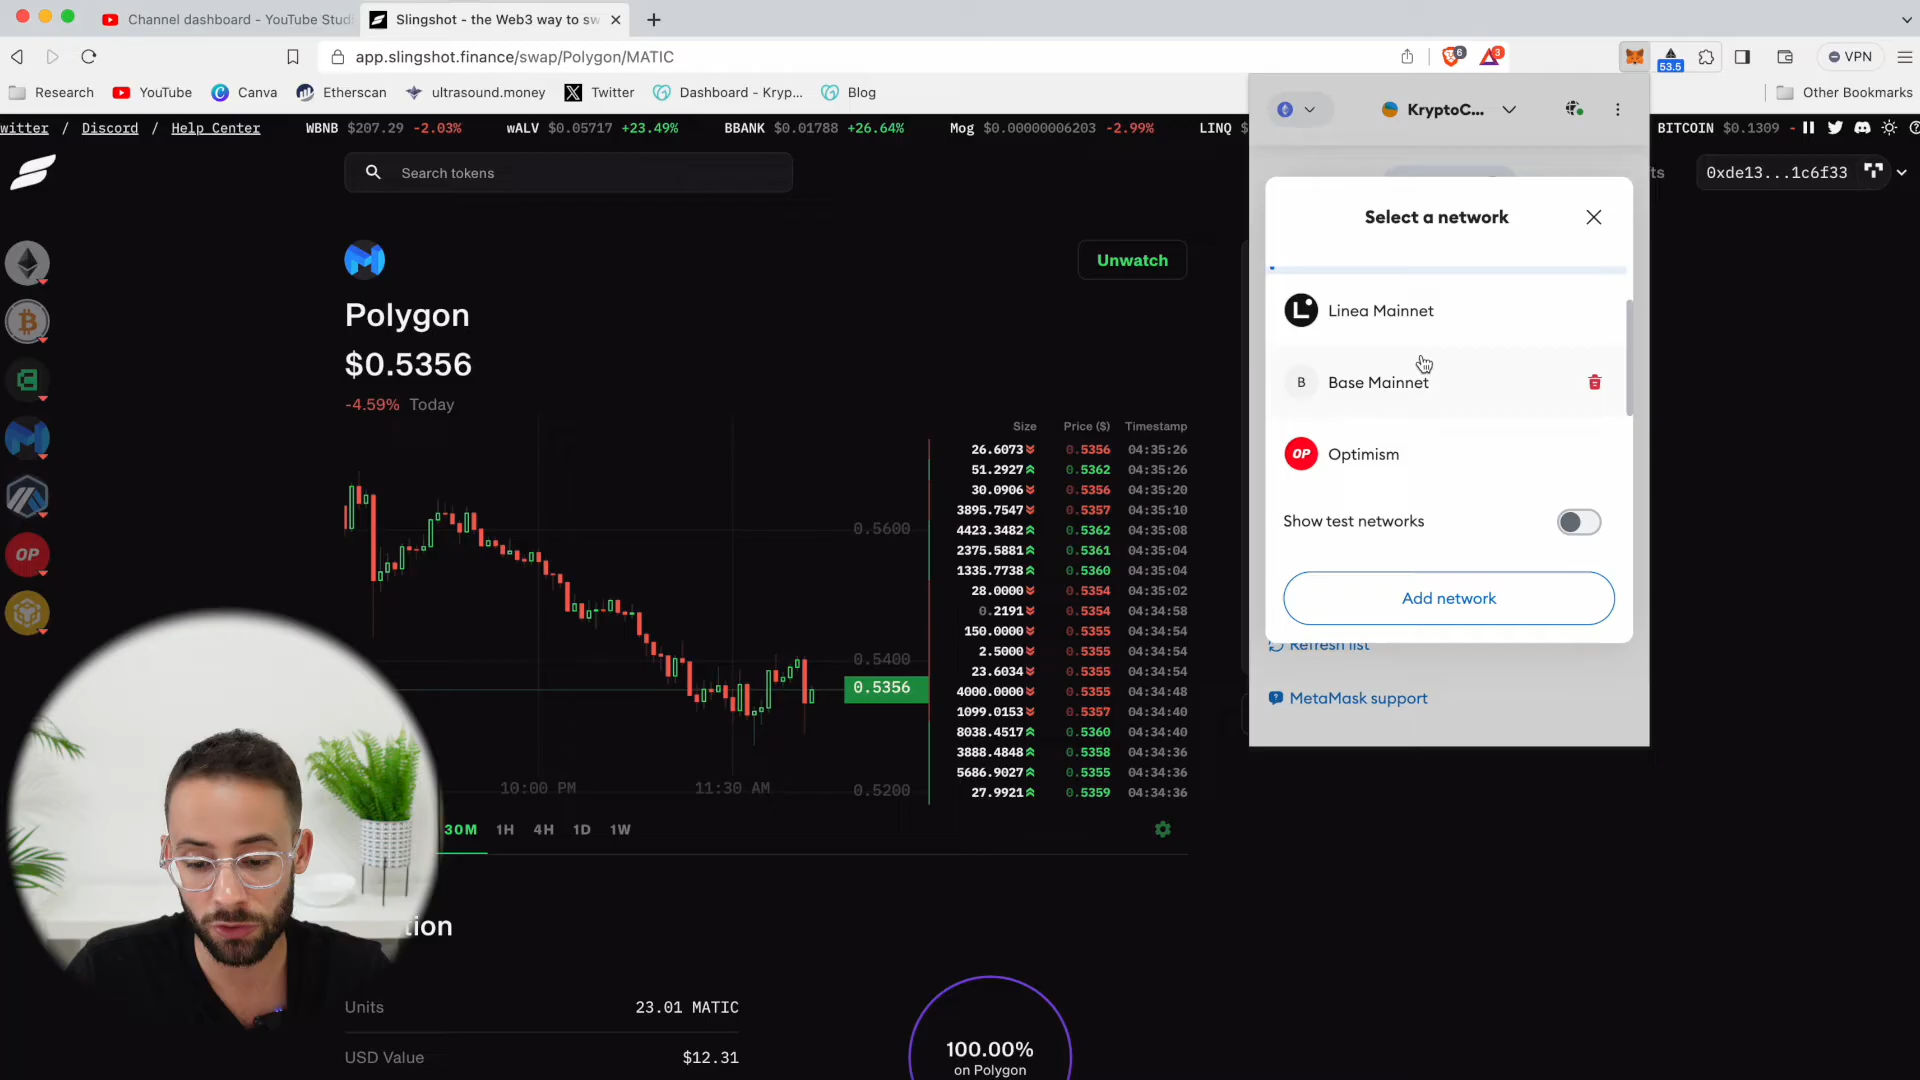 Channel dashboard - YouTube Studi
Slingshot - the Web3 way to sw
app.slingshot.finance/swap/Polygon/MATIC
6
3
53.5
VPN
Research
YouTube
Canva
Etherscan
ultrasound.money
Twitter
Dashboard - Kryp...
Blog
Other Bookmarks
witter / Discord / Help Center
WBNB $207.29 -2.03%
wALV $0.05717 +23.49%
BBANK $0.01788 +26.64%
Mog $0.00000006203 -2.99%
LINQ $
KryptoC...
BITCOIN $0.1309 -
Search tokens
ts
0xde13...1c6f33
Polygon
$0.5356
-4.59% Today
Unwatch
Select a network
Linea Mainnet
B Base Mainnet
OP Optimism
Show test networks
Add network
Refresh list
MetaMask support
OP
Size Price ($) Timestamp
26.6073 0.5356 04:35:26
51.2927 0.5362 04:35:26
30.0906 0.5356 04:35:20
3895.7547 0.5357 04:35:10
4423.3482 0.5362 04:35:08
2375.5881 0.5361 04:35:04
1335.7738 0.5360 04:35:04
28.0000 0.5354 04:35:02
0.2191 0.5354 04:34:58
150.0000 0.5355 04:34:54
2.5000 0.5355 04:34:54
23.6034 0.5355 04:34:54
4000.0000 0.5355 04:34:48
1099.0153 0.5357 04:34:40
8038.4517 0.5360 04:34:40
3888.4848 0.5358 04:34:36
5686.9027 0.5355 04:34:36
27.9921 0.5359 04:34:36
0.5600
0.5400
0.5356
0.5200
10:00 PM
11:30 AM
30M 1H 4H 1D 1W
tion
Units 23.01 MATIC
USD Value $12.31
100.00%
on Polygon